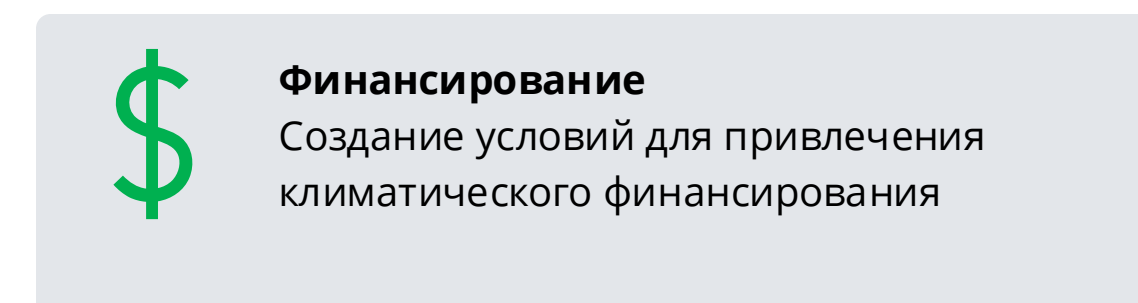 Финансирование
Создание условий для привлечения
климатического финансирования